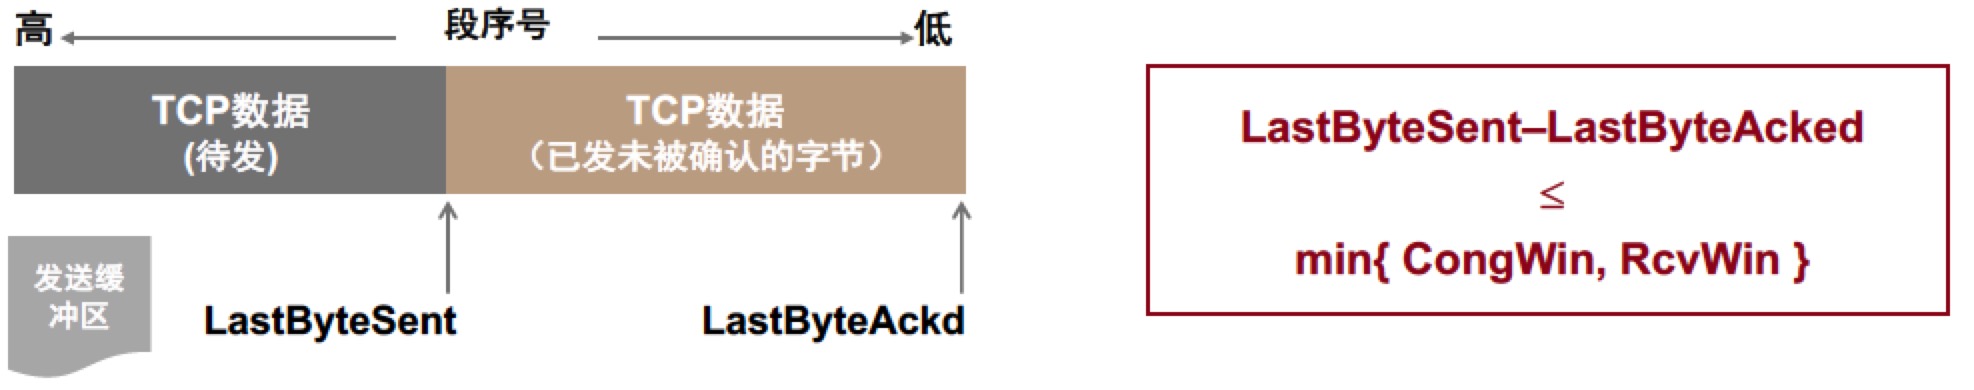 高 段序号 低
TCP数据
(待发)
TCP数据
（已发未被确认的字节）
发送缓
冲区
LastByteSent
LastByteAckd
LastByteSent–LastByteAcked
≤
min{ CongWin, RcvWin }